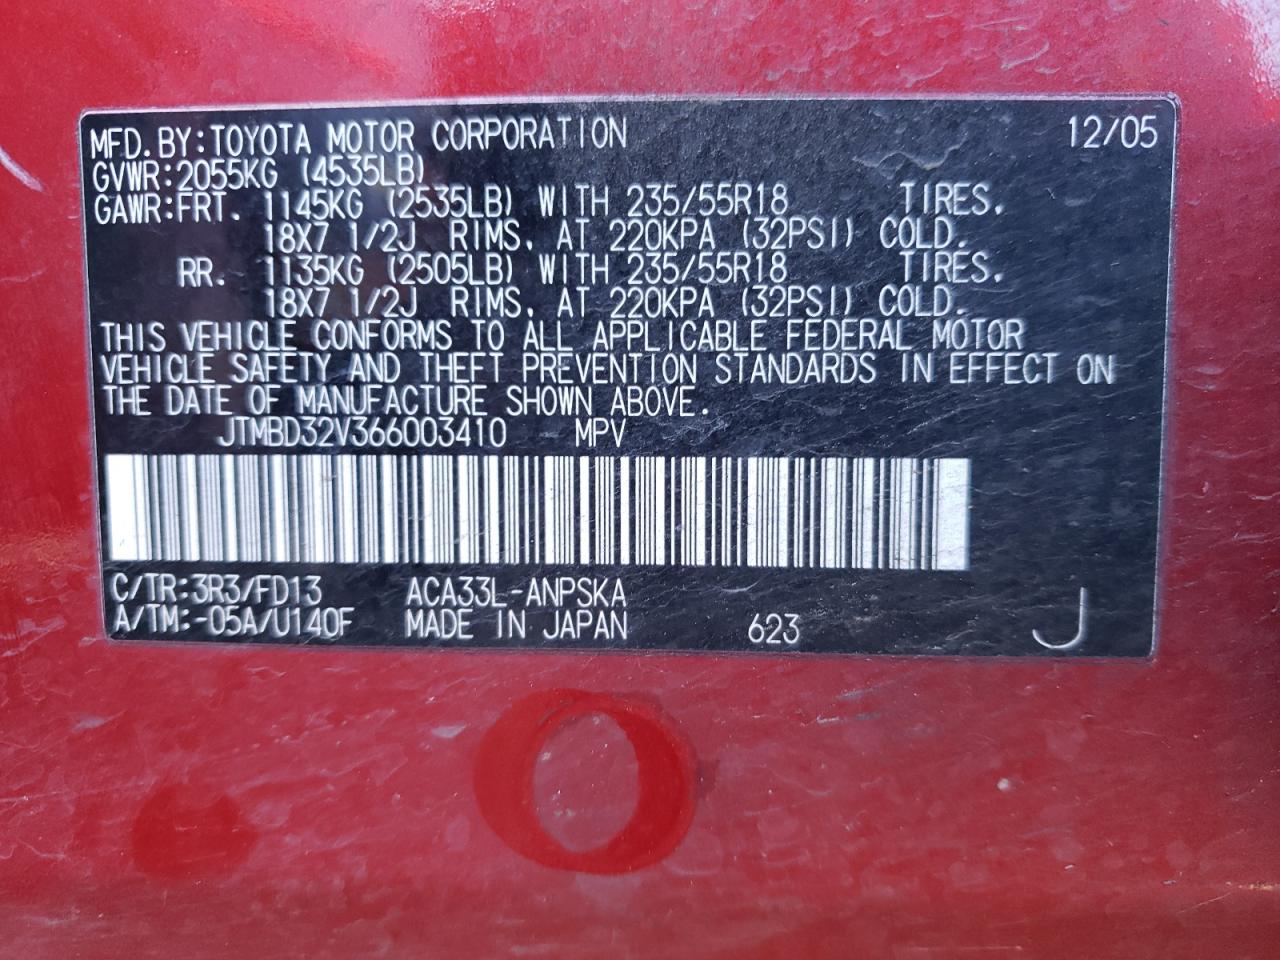 MFD. BY: TOYOTA MOTOR CORPORATION 12/05
GVWR: 2055KG (4535LB)
GAWR: FRT. 1145KG (2535LB) WITH 235/55R18 TIRES.
18X7 1/2J RIMS. AT 220KPA (32PSI) COLD.
RR. 1135KG (2505LB) WITH 235/55R18 TIRES.
18X7 1/2J RIMS. AT 220KPA (32PSI) COLD.
THIS VEHICLE CONFORMS TO ALL APPLICABLE FEDERAL MOTOR
VEHICLE SAFETY AND THEFT PREVENTION STANDARDS IN EFFECT ON
THE DATE OF MANUFACTURE SHOWN ABOVE.
JTMBD32V366003410 MPV
C/TR: 3R3/FD13 ACA33L-ANPSKA
A/TM: -05A/U140F MADE IN JAPAN 623 J